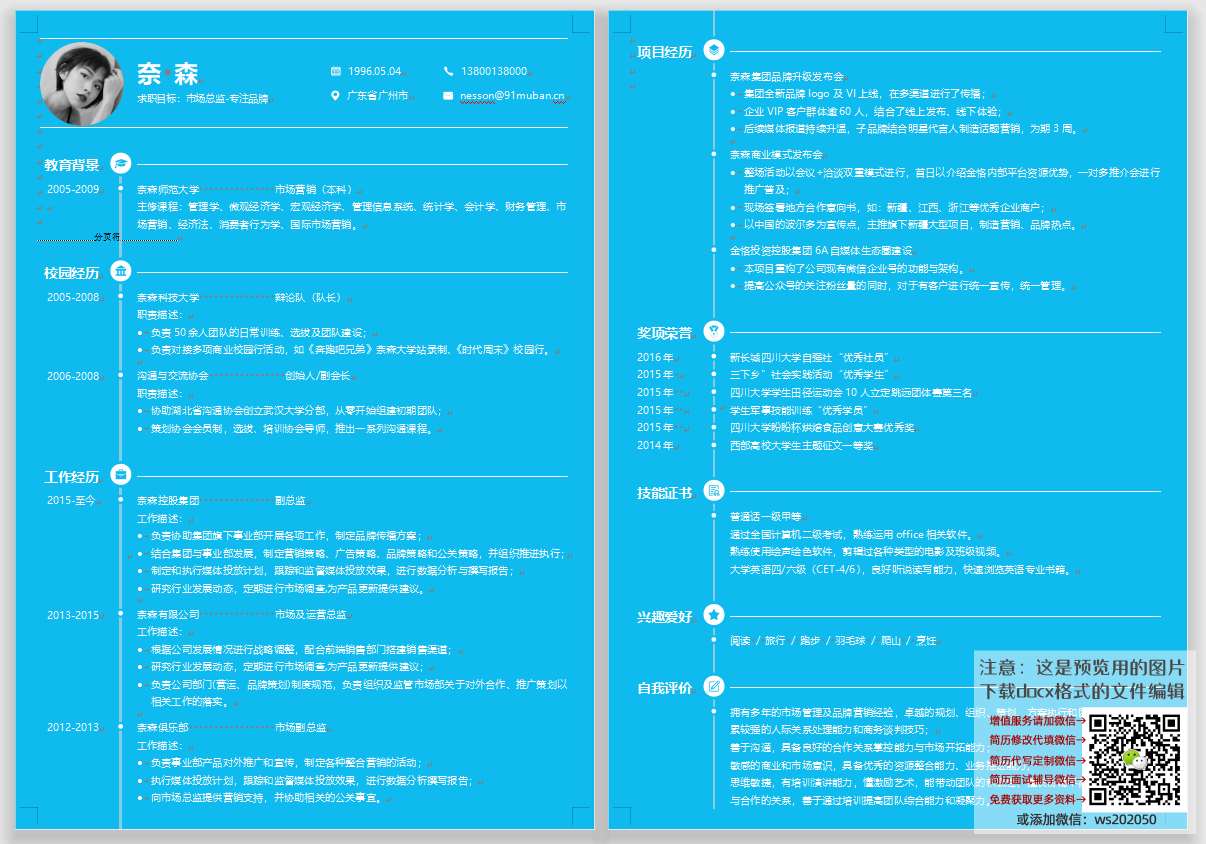 奈 森
求职目标：市场总监-专注品牌
1996.05.04
13800138000
广东省广州市
nesson@91muban.cn
教育背景
2005-2009
奈森师范大学
市场营销（本科）
主修课程：管理学、微观经济学、宏观经济学、管理信息系统、统计学、会计学、财务管理、市
场营销、经济法、消费者行为学、国际市场营销。
分页符
校园经历
2005-2008
奈森科技大学
辩论队（队长）
职责描述：
负责 50 余人团队的日常训练、选拔及团队建设；
负责对接多项商业校园行活动，如《奔跑吧兄弟》奈森大学站录制、《时代周末》校园行。
2006-2008
沟通与交流协会
创始人/副会长
职责描述：
协助湖北省沟通协会创立武汉大学分部，从零开始组建初期团队；
策划协会会员制，选拔、培训协会导师，推出一系列沟通课程。
工作经历
2015-至今
奈森控股集团
副总监
工作描述：
负责协助集团旗下事业部开展各项工作，制定品牌传播方案；
结合集团与事业部发展，制定营销策略、广告策略、品牌策略和公关策略，并组织推进执行；
制定和执行媒体投放计划，跟踪和监督媒体投放效果，进行数据分析与撰写报告；
研究行业发展动态，定期进行市场调查,为产品更新提供建议。
2013-2015
奈森有限公司
市场及运营总监
工作描述：
根据公司发展情况进行战略调整，配合前端销售部门搭建销售渠道；
研究行业发展动态，定期进行市场调查,为产品更新提供建议；
负责公司部门(营运、品牌策划)制度规范，负责组织及监管市场部关于对外合作、推广策划以
相关工作的落实。
2012-2013
奈森俱乐部
市场副总监
工作描述：
负责事业部产品对外推广和宣传，制定各种整合营销的活动；
执行媒体投放计划，跟踪和监督媒体投放效果，进行数据分析撰写报告；
向市场总监提供营销支持，并协助相关的公关事宜。
项目经历
奈森集团品牌升级发布会
集团全新品牌 logo 及 VI 上线，在多渠道进行了传播；
企业 VIP 客户群体逾 60 人，结合了线上发布、线下体验；
后续媒体报道持续升温，子品牌结合明星代言人制造话题营销，为期 3 周。
奈森商业模式发布会
整场活动以会议+洽谈双重模式进行，首日以介绍金恪内部平台资源优势，一对多推介会进行
推广普及；
现场签署地方合作意向书，如：新疆、江西、浙江等优秀企业商户；
以中国的波尔多为宣传点，主推旗下新疆大型项目，制造营销、品牌热点。
金恪投资控股集团 6A 自媒体生态圈建设
本项目重构了公司现有微信企业号的功能与架构。
提高公众号的关注粉丝量的同时，对于有客户进行统一宣传，统一管理。
奖项荣誉
2016 年
新长城四川大学自强社“优秀社员”
2015 年
三下乡”社会实践活动“优秀学生”
2015 年
四川大学学生田径运动会 10 人立定跳远团体赛第三名
2015 年
学生军事技能训练“优秀学员”
2015 年
四川大学盼盼杯烘焙食品创意大赛优秀奖
2014 年
西部高校大学生主题征文一等奖
技能证书
普通话一级甲等
通过全国计算机二级考试，熟练运用 office 相关软件。
熟练使用绘声绘色软件，剪辑过各种类型的电影及班级视频。
大学英语四/六级（CET-4/6），良好听说读写能力，快速浏览英语专业书籍。
兴趣爱好
阅读 / 旅行 / 跑步 / 羽毛球 / 爬山 / 烹饪
自我评价
拥有多年的市场管理及品牌营销经验，卓越的规划、组织、策划、方案执行和
累较强的人际关系处理能力和商务谈判技巧；
善于沟通，具备良好的合作关系掌控能力与市场开拓能力；
敏感的商业和市场意识，具备优秀的资源整合能力、业务
思维敏捷，有培训演讲能力，懂激励艺术，能带动团队的
与合作的关系，善于通过培训提高团队综合能力和凝聚力。
注意：这是预览用的图片
下载docx格式的文件编辑
增值服务请加微信→
简历修改代填微信→
简历代写定制微信→
简历面试辅导微信→
免费获取更多资料→
或添加微信：ws202050